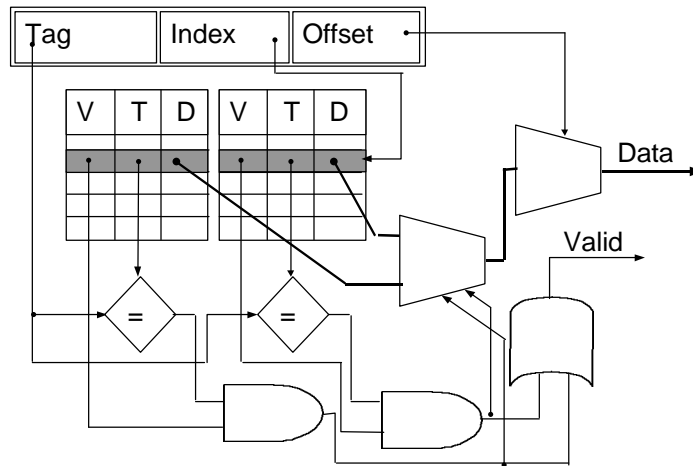 Tag Index Offset
V T D V T D
Data
Valid
= =